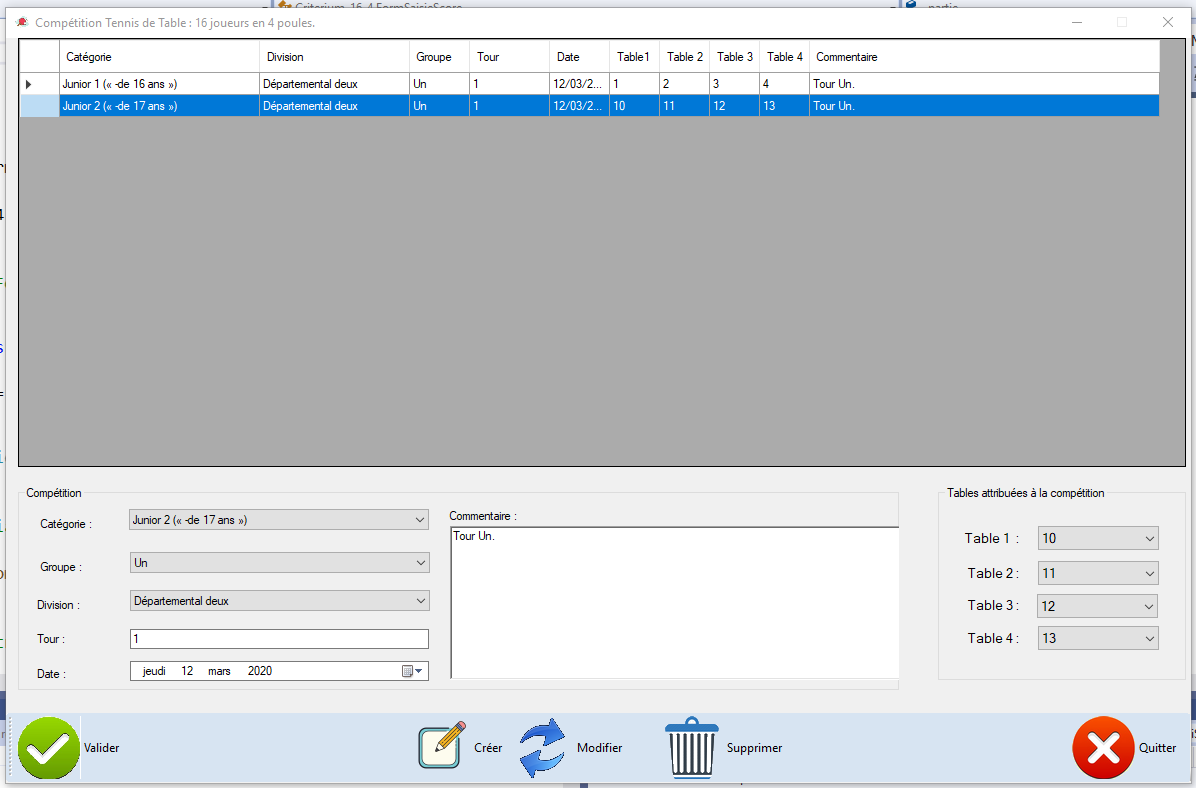 Criterium_16_4.FormSaisieScore
partie
Compétition Tennis de Table : 16 joueurs en 4 poules.
Catégorie Division Groupe Tour Date Table1 Table 2 Table 3 Table 4 Commentaire
Junior 1 (« -de 16 ans ») Départemental deux Un 1 12/03/2... 1 2 3 4 Tour Un.
Junior 2 (« -de 17 ans ») Départemental deux Un 1 12/03/2... 10 11 12 13 Tour Un.
Compétition
Catégorie : Junior 2 (« -de 17 ans »)
Groupe : Un
Division : Départemental deux
Tour : 1
Date : jeudi 12 mars 2020
Commentaire :
Tour Un.
Tables attribuées à la compétition
Table 1 : 10
Table 2 : 11
Table 3 : 12
Table 4 : 13
Valider Créer Modifier Supprimer Quitter